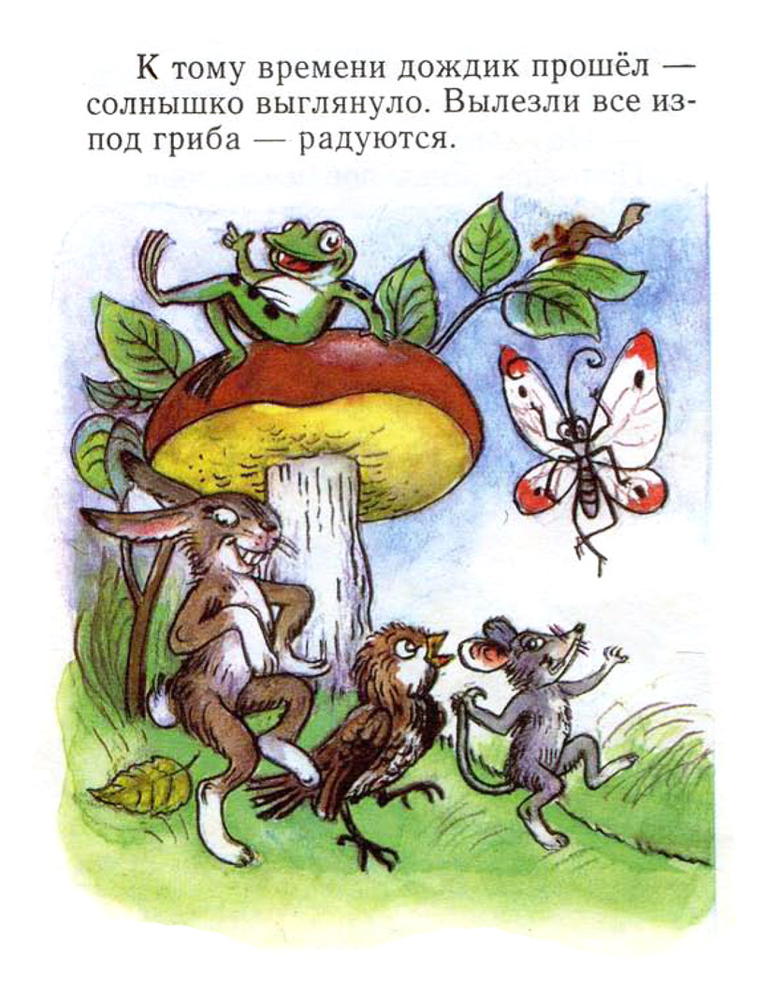 К тому времени дождик прошёл —
солнышко выглянуло. Вылезли все из-
под гриба — радуются.